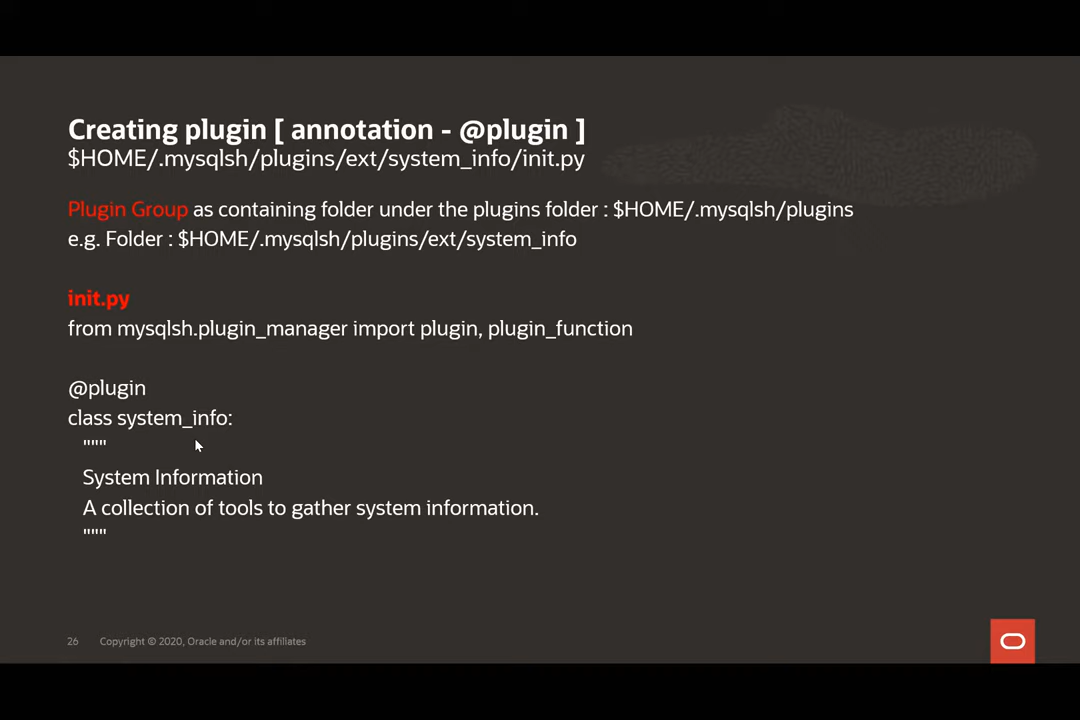 Creating plugin [ annotation - @plugin ]
$HOME/.mysqlsh/plugins/ext/system_info/init.py
Plugin Group as containing folder under the plugins folder : $HOME/.mysqlsh/plugins
e.g. Folder : $HOME/.mysqlsh/plugins/ext/system_info
init.py
from mysqlsh.plugin_manager import plugin, plugin_function
@plugin
class system_info:
"""
System Information
A collection of tools to gather system information.
"""
26 Copyright © 2020, Oracle and/or its affiliates